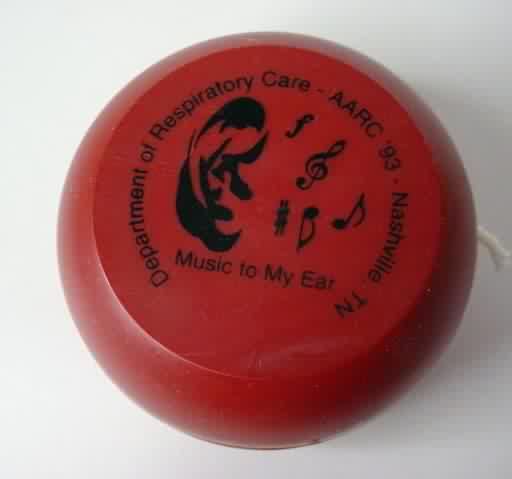 Department of Respiratory Care - AARC '93 - Nashville, TN
Music to My Ear